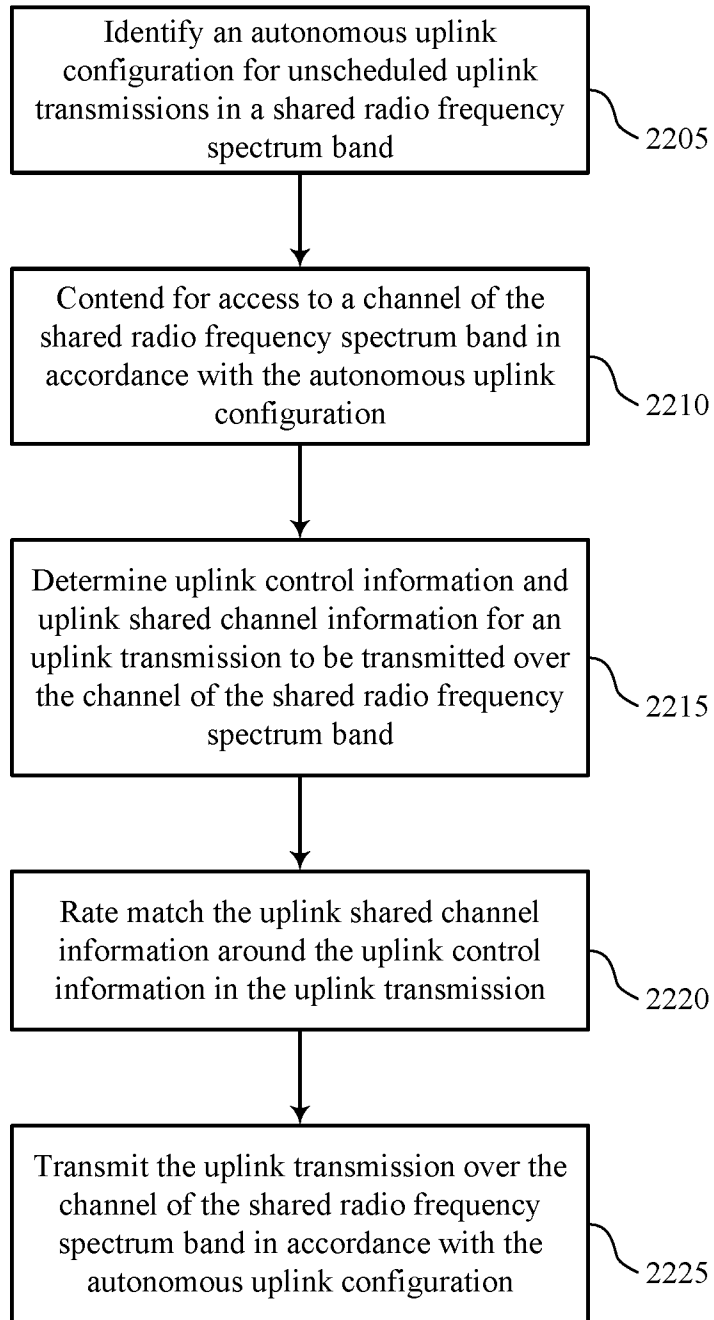 Identify an autonomous uplink
configuration for unscheduled uplink
transmissions in a shared radio frequency
spectrum band
2205
Contend for access to a channel of the
shared radio frequency spectrum band in
accordance with the autonomous uplink
configuration
2210
Determine uplink control information and
uplink shared channel information for an
uplink transmission to be transmitted over
the channel of the shared radio frequency
spectrum band
2215
Rate match the uplink shared channel
information around the uplink control
information in the uplink transmission
2220
Transmit the uplink transmission over the
channel of the shared radio frequency
spectrum band in accordance with the
autonomous uplink configuration
2225